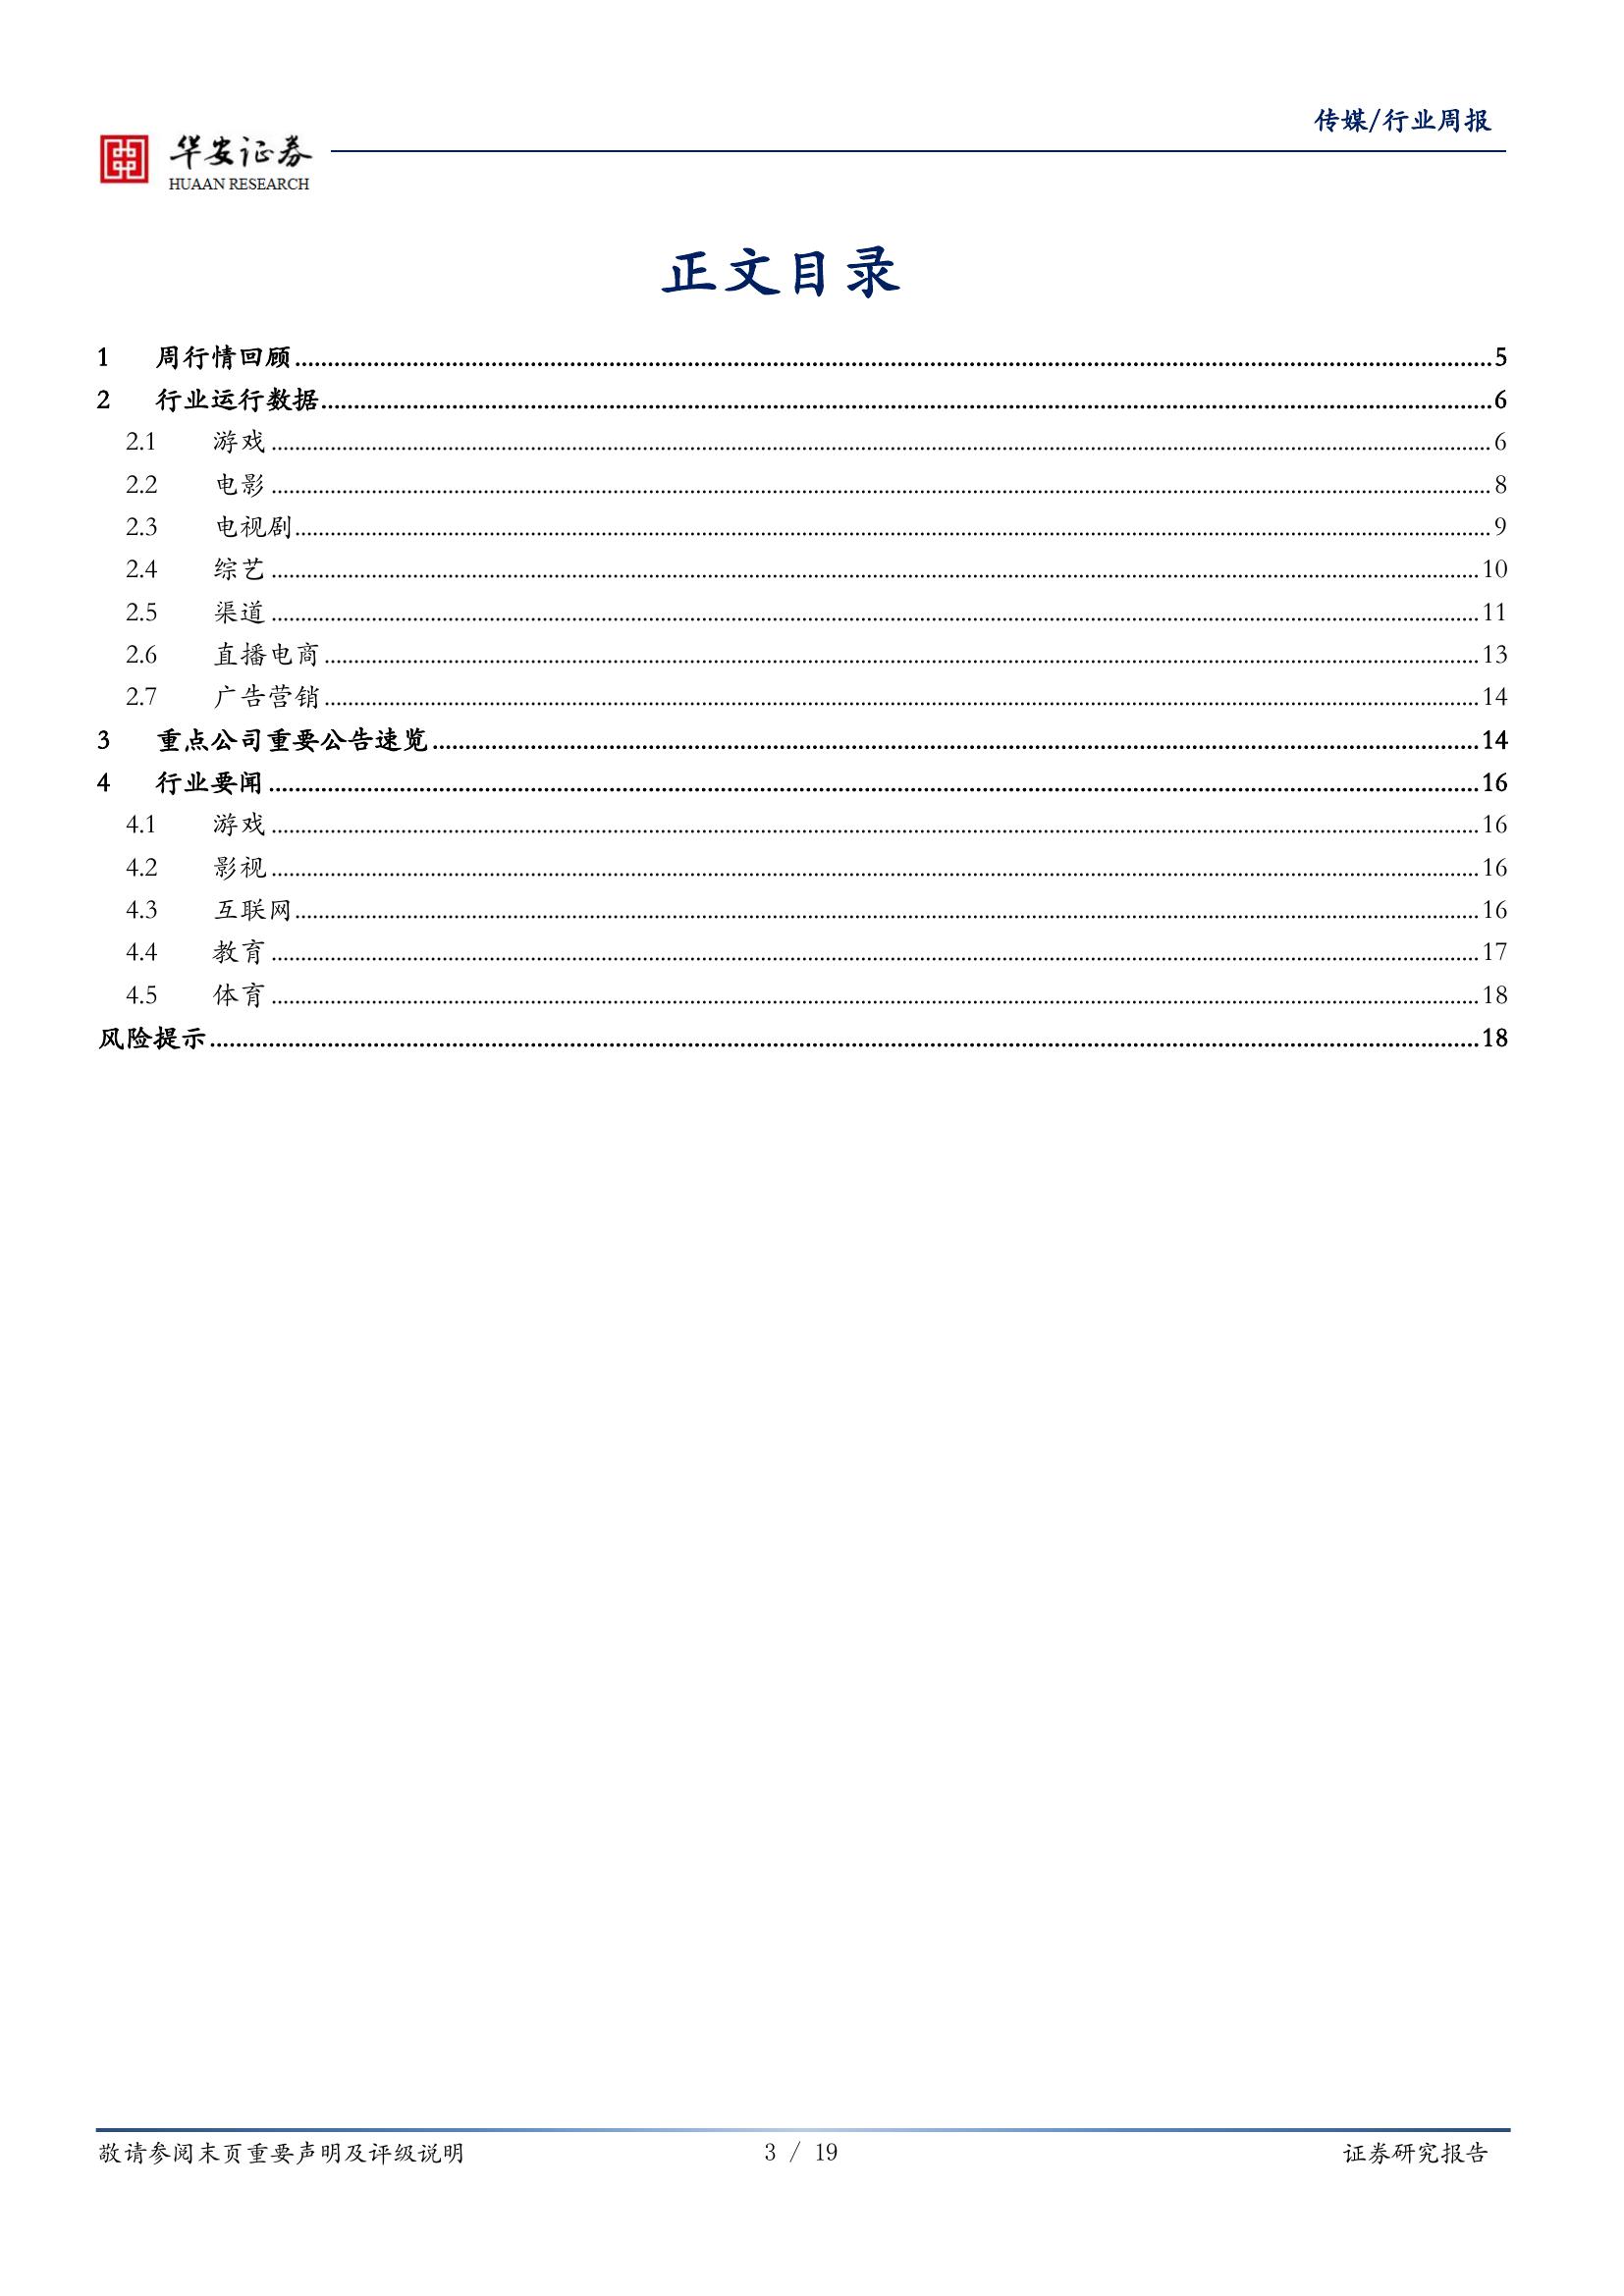 传媒/行业周报
华安证券
HUAAN RESEARCH
正文目录
1 周行情回顾 5
2 行业运行数据 6
2.1 游戏 6
2.2 电影 8
2.3 电视剧 9
2.4 综艺 10
2.5 渠道 11
2.6 直播电商 13
2.7 广告营销 14
3 重点公司重要公告速览 14
4 行业要闻 16
4.1 游戏 16
4.2 影视 16
4.3 互联网 16
4.4 教育 17
4.5 体育 18
风险提示 18
敬请参阅末页重要声明及评级说明 3 / 19 证券研究报告